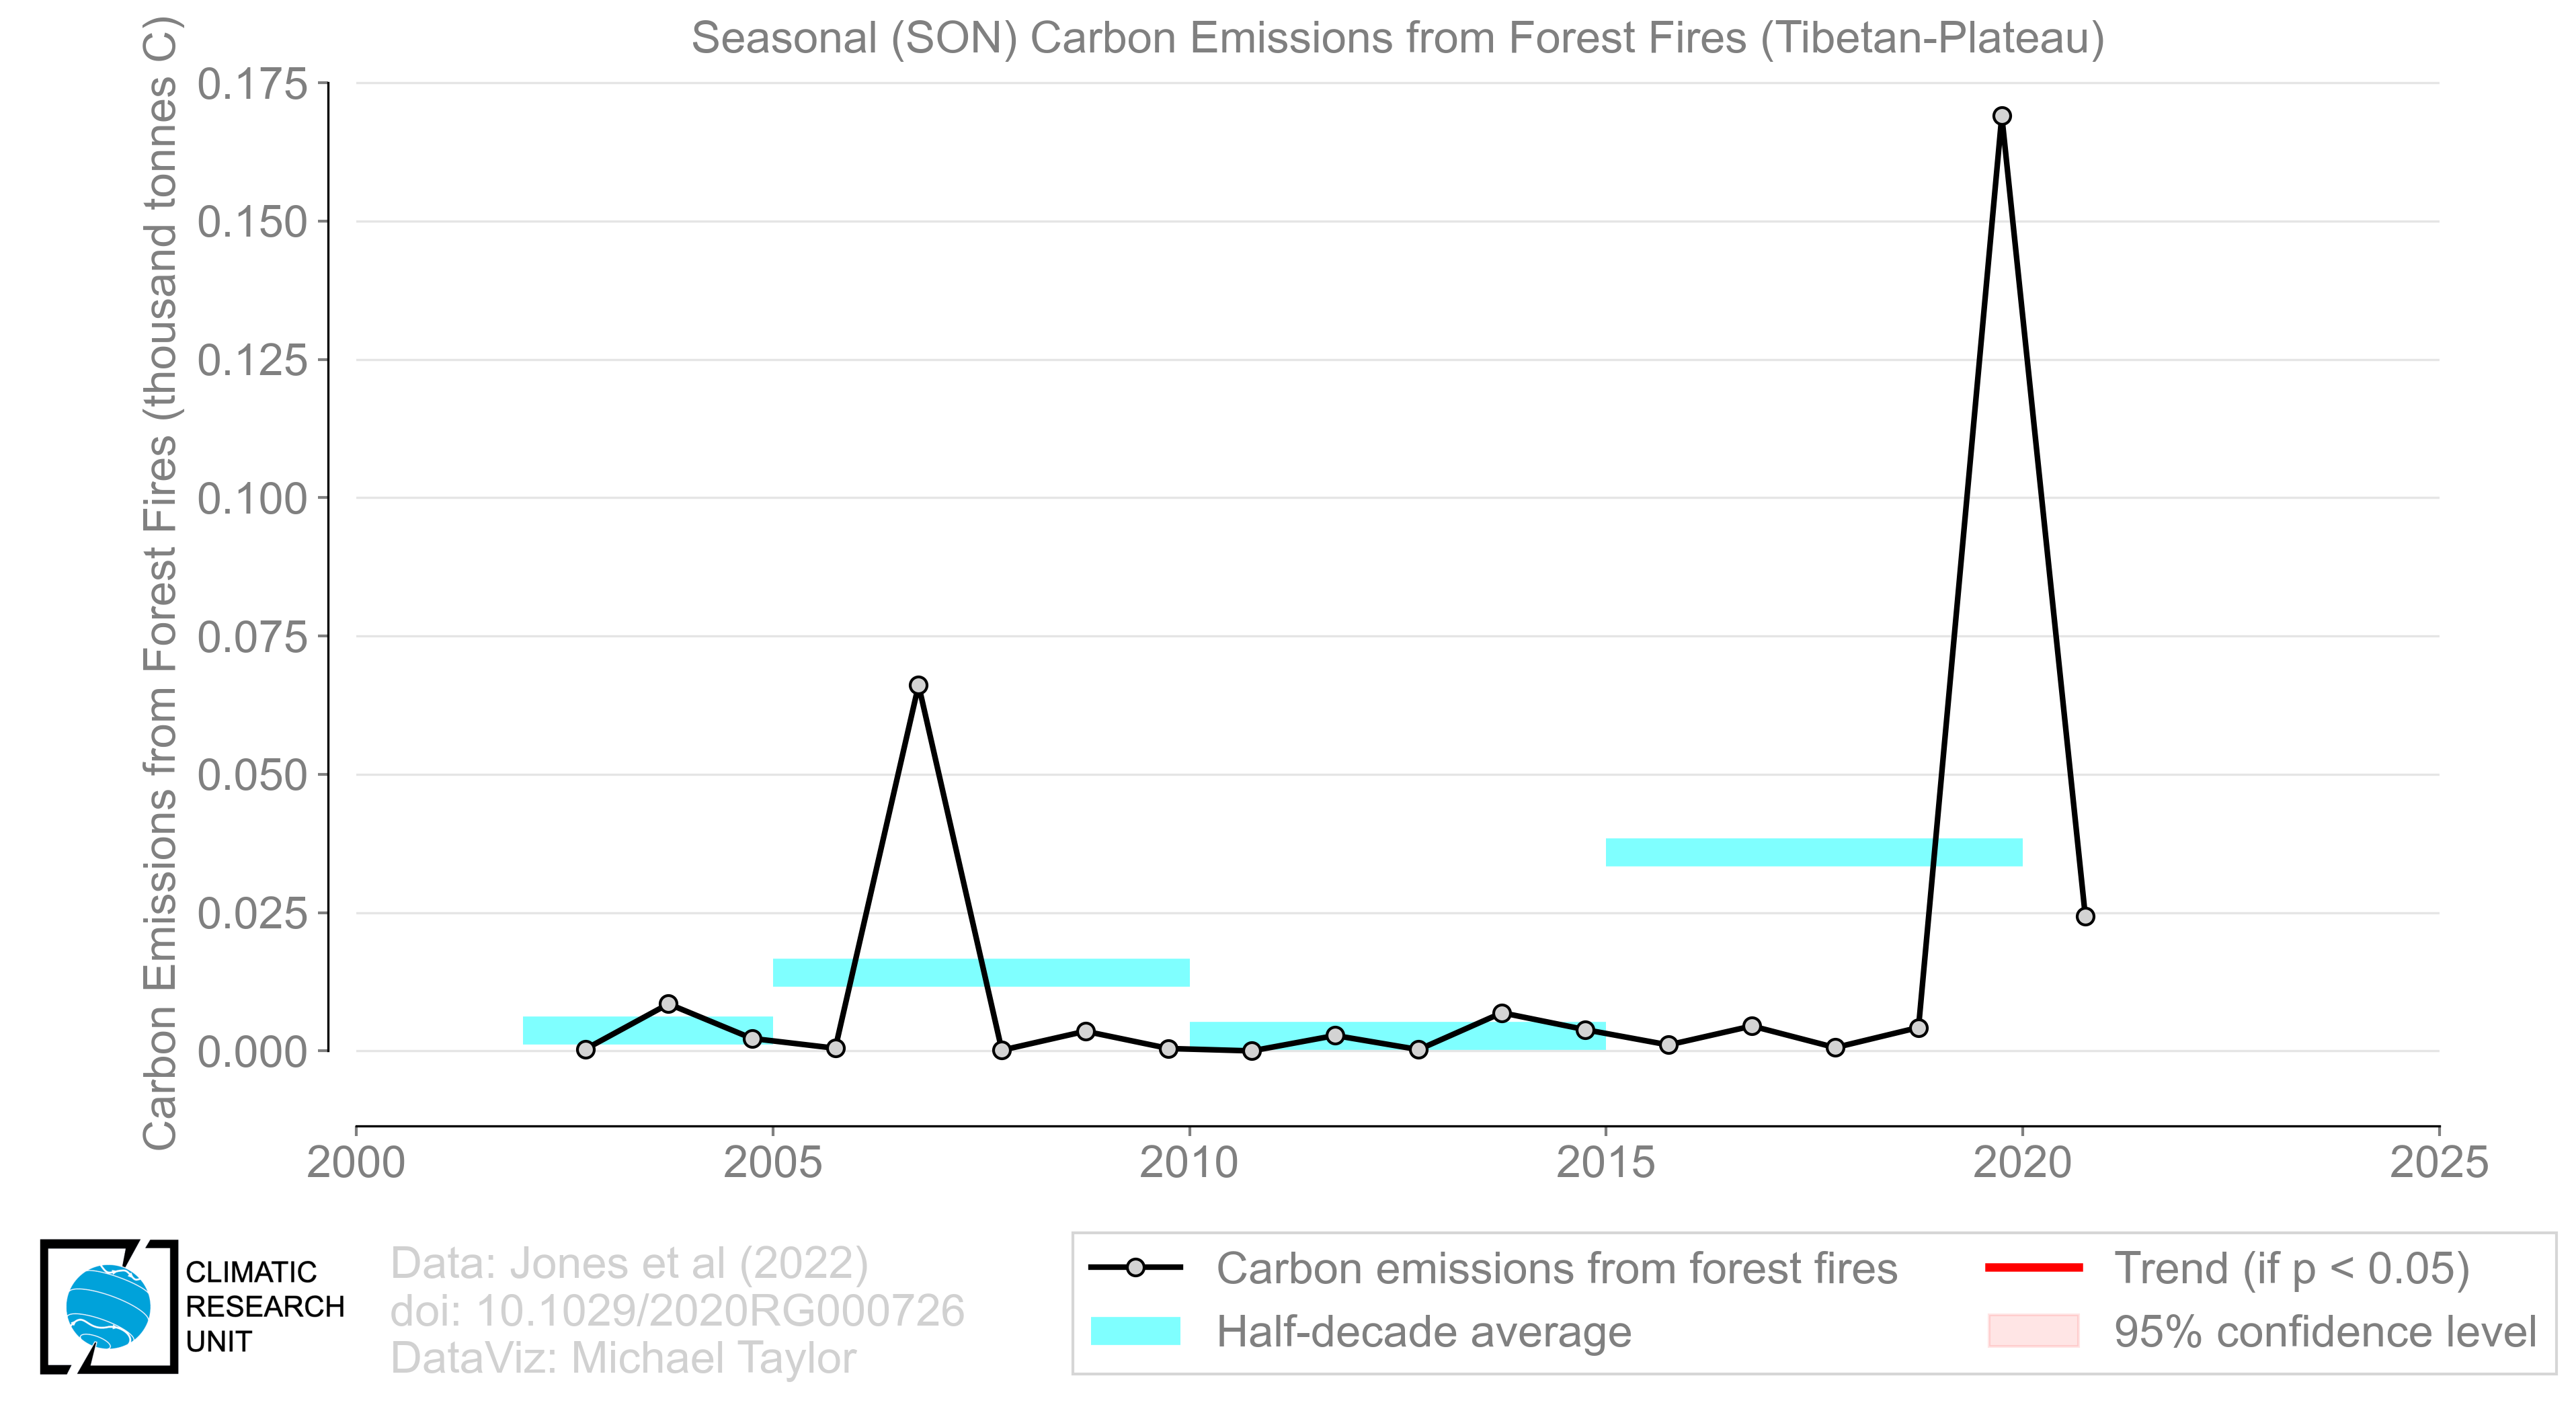 Seasonal (SON) Carbon Emissions from Forest Fires (Tibetan-Plateau)
Carbon Emissions from Forest Fires (thousand tonnes C)
0.175
0.150
0.125
0.100
0.075
0.050
0.025
0.000
2000 2005 2010 2015 2020 2025
CLIMATIC
RESEARCH
UNIT
Data: Jones et al (2022)
doi: 10.1029/2020RG000726
DataViz: Michael Taylor
Carbon emissions from forest fires
Half-decade average
Trend (if p < 0.05)
95% confidence level